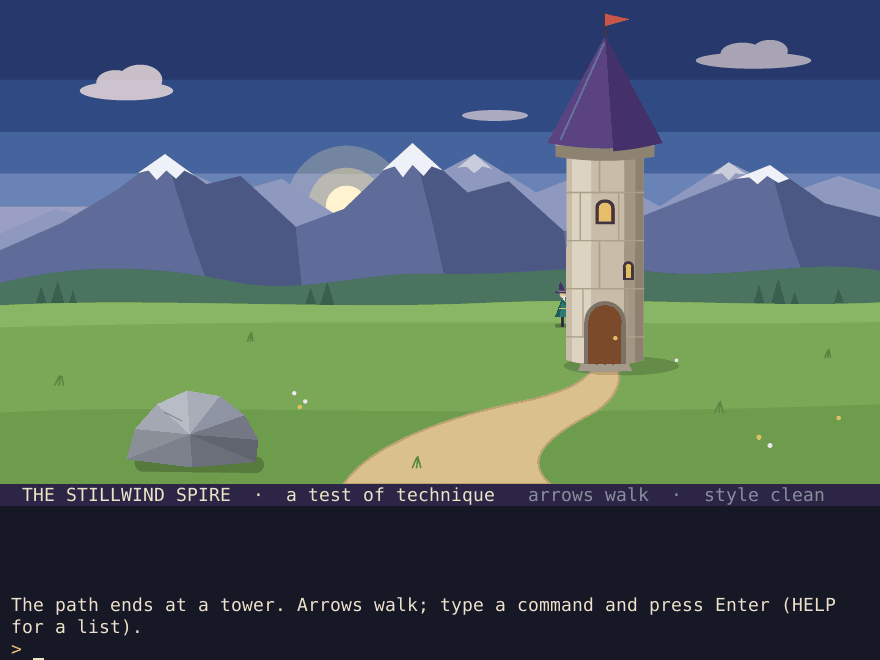 THE STILLWIND SPIRE · a test of technique arrows walk · style clean
The path ends at a tower. Arrows walk; type a command and press Enter (HELP
for a list).
> _